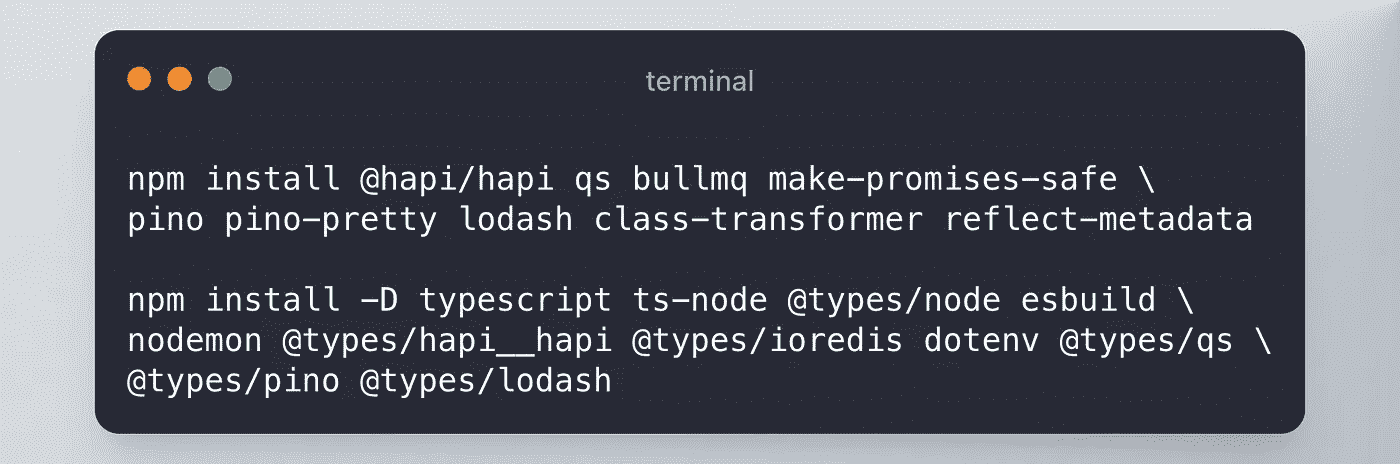 terminal
npm install @hapi/hapi qs bullmq make-promises-safe \
pino pino-pretty lodash class-transformer reflect-metadata
npm install -D typescript ts-node @types/node esbuild \
nodemon @types/hapi__hapi @types/ioredis dotenv @types/qs \
@types/pino @types/lodash